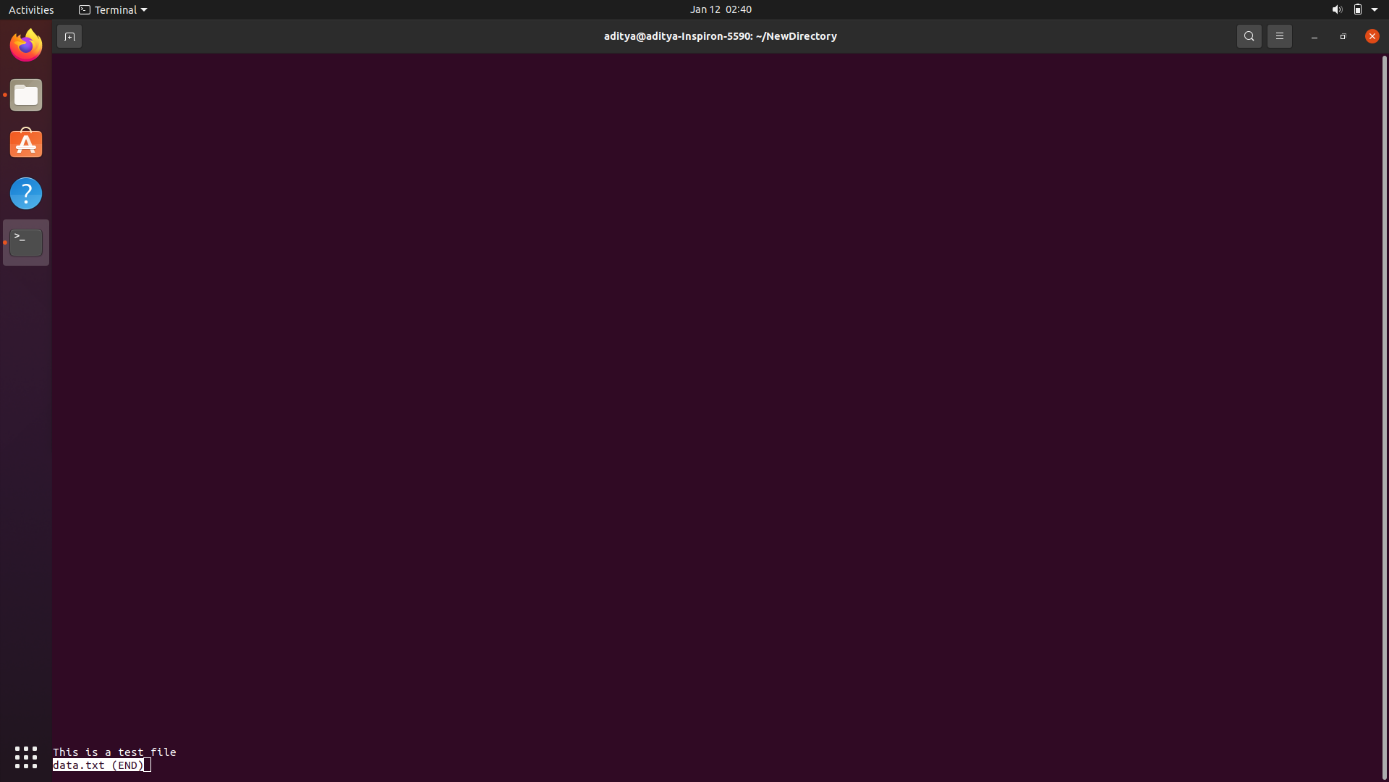 Activities
Terminal
Jan 12 02:40
aditya@aditya-Inspiron-5590: ~/NewDirectory
This is a test file
data.txt (END)